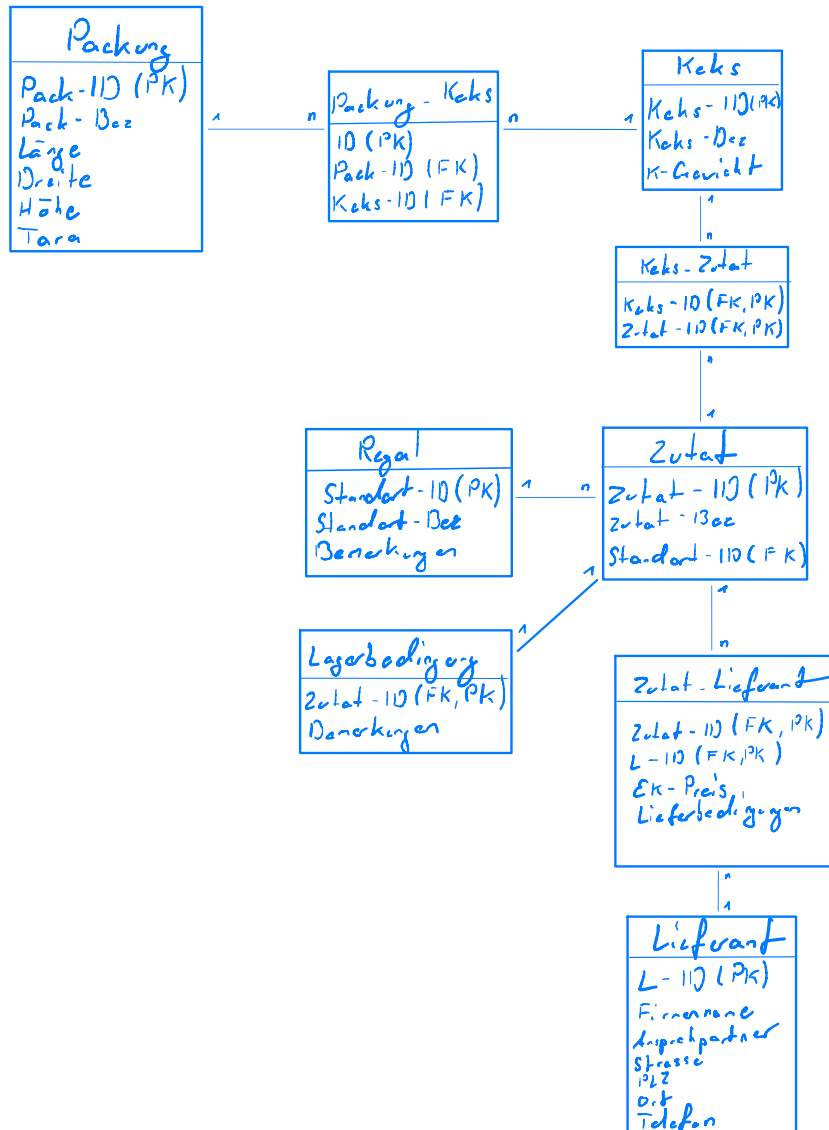 Packung
Pack-ID (PK)
Pack-Bez
Länge
Breite
Höhe
Tara
1
n
Packung-Keks
ID (PK)
Pack-ID (FK)
Keks-ID (FK)
n
1
Keks
Keks-ID (PK)
Keks-Bez
K-Gewicht
1
n
Keks-Zutat
Keks-ID (FK, PK)
Zutat-ID (FK, PK)
n
1
Regal
Standort-ID (PK)
Standort-Bez
Bemerkungen
1
n
Zutat
Zutat-ID (PK)
Zutat-Bez
Standort-ID (FK)
1
1
Lagerbedingung
Zutat-ID (FK, PK)
Bemerkungen
1
n
Zutat-Lieferant
Zutat-ID (FK, PK)
L-ID (FK, PK)
EK-Preis
Lieferbedingungen
n
1
Lieferant
L-ID (PK)
Firmenname
Ansprchpartner
Strasse
PLZ
Ort
Telefon